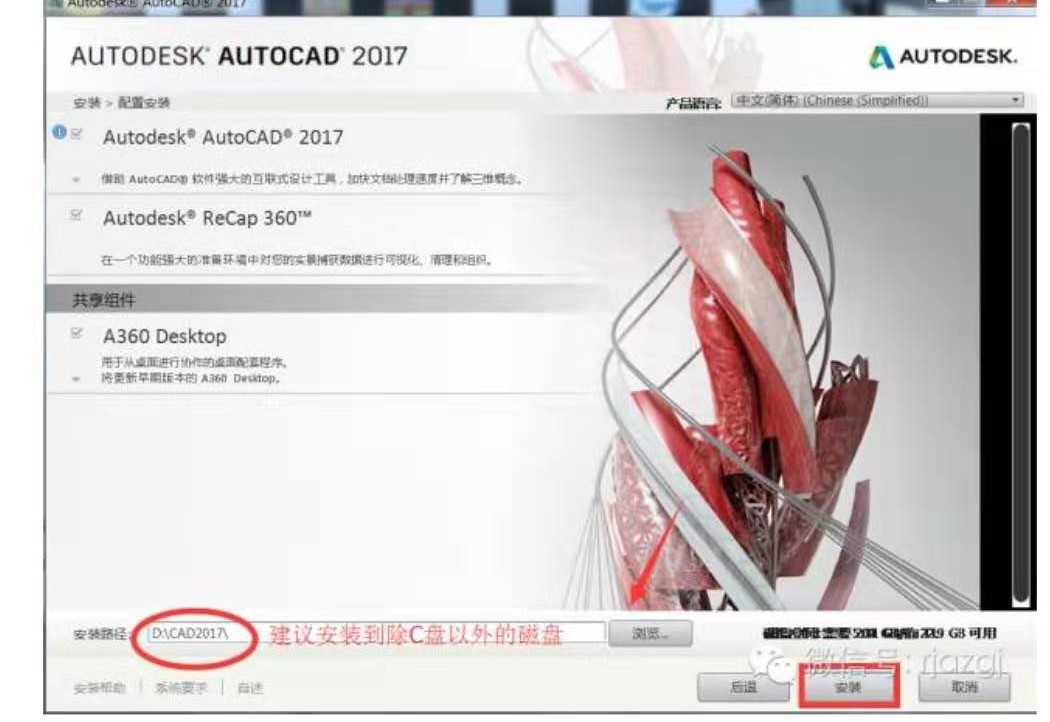 Autodesk® AutoCAD® 2017
AUTODESK® AUTOCAD® 2017
AUTODESK.
安装 > 配置安装
产品语言:
中文(简体) (Chinese (Simplified))
Autodesk® AutoCAD® 2017
借助 AutoCAD® 软件强大的互联式设计工具，加快文档处理速度并了解三维概念。
Autodesk® ReCap 360™
在一个功能强大的准备环境中对您的实景捕获数据进行可视化、清理和组织。
共享组件
A360 Desktop
用于从桌面进行协作的桌面配套程序。
将更新早期版本的 A360 Desktop。
安装路径:
D:\CAD2017\
建议安装到除C盘以外的磁盘
浏览...
GB 可用
微信号: rjazgj
安装帮助 | 系统要求 | 自述
后退
安装
取消